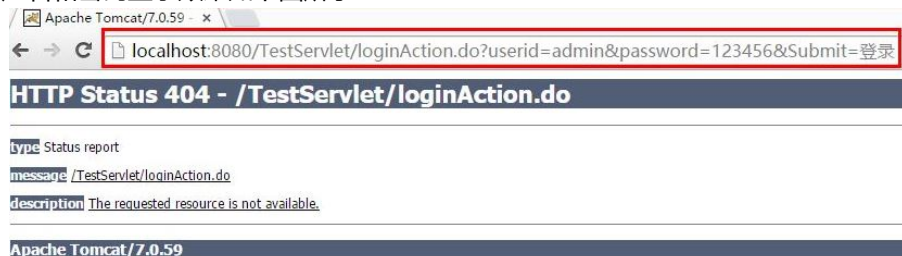 Apache Tomcat/7.0.59 - ×
localhost:8080/TestServlet/loginAction.do?userid=admin&password=123456&Submit=登录
HTTP Status 404 - /TestServlet/loginAction.do
type Status report
message /TestServlet/loginAction.do
description The requested resource is not available.
Apache Tomcat/7.0.59